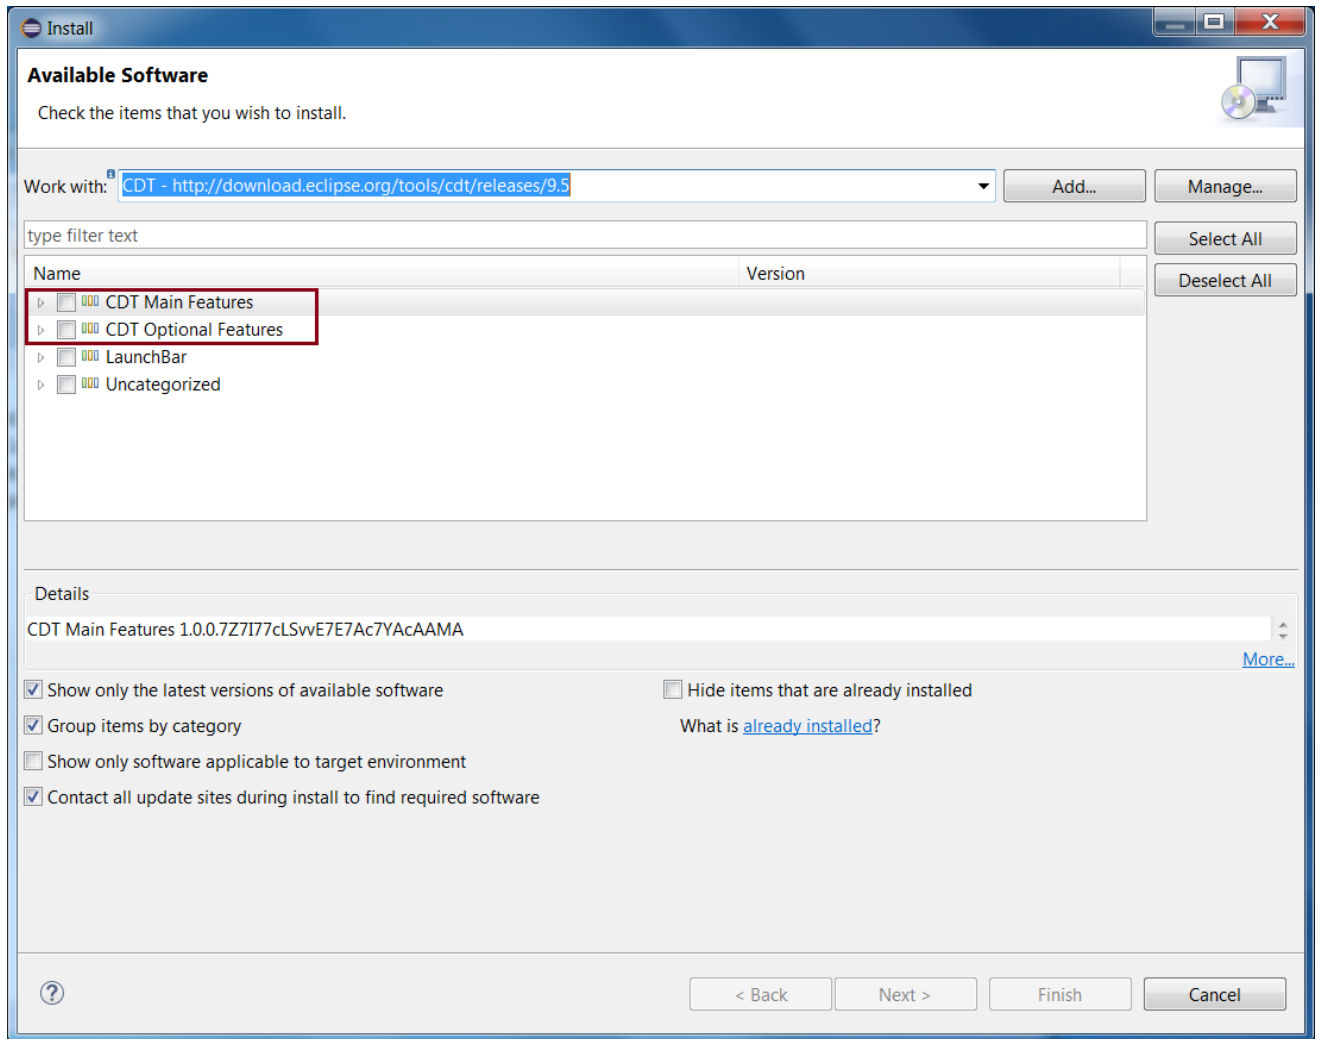 Install
Available Software
Check the items that you wish to install.
Work with: CDT - http://download.eclipse.org/tools/cdt/releases/9.5 Add... Manage...
type filter text Select All
Name Version Deselect All
CDT Main Features
CDT Optional Features
LaunchBar
Uncategorized
Details
CDT Main Features 1.0.0.7Z7I77cLSvvE7E7Ac7YAcAAMA
More...
Show only the latest versions of available software Hide items that are already installed
Group items by category What is already installed?
Show only software applicable to target environment
Contact all update sites during install to find required software
? < Back Next > Finish Cancel